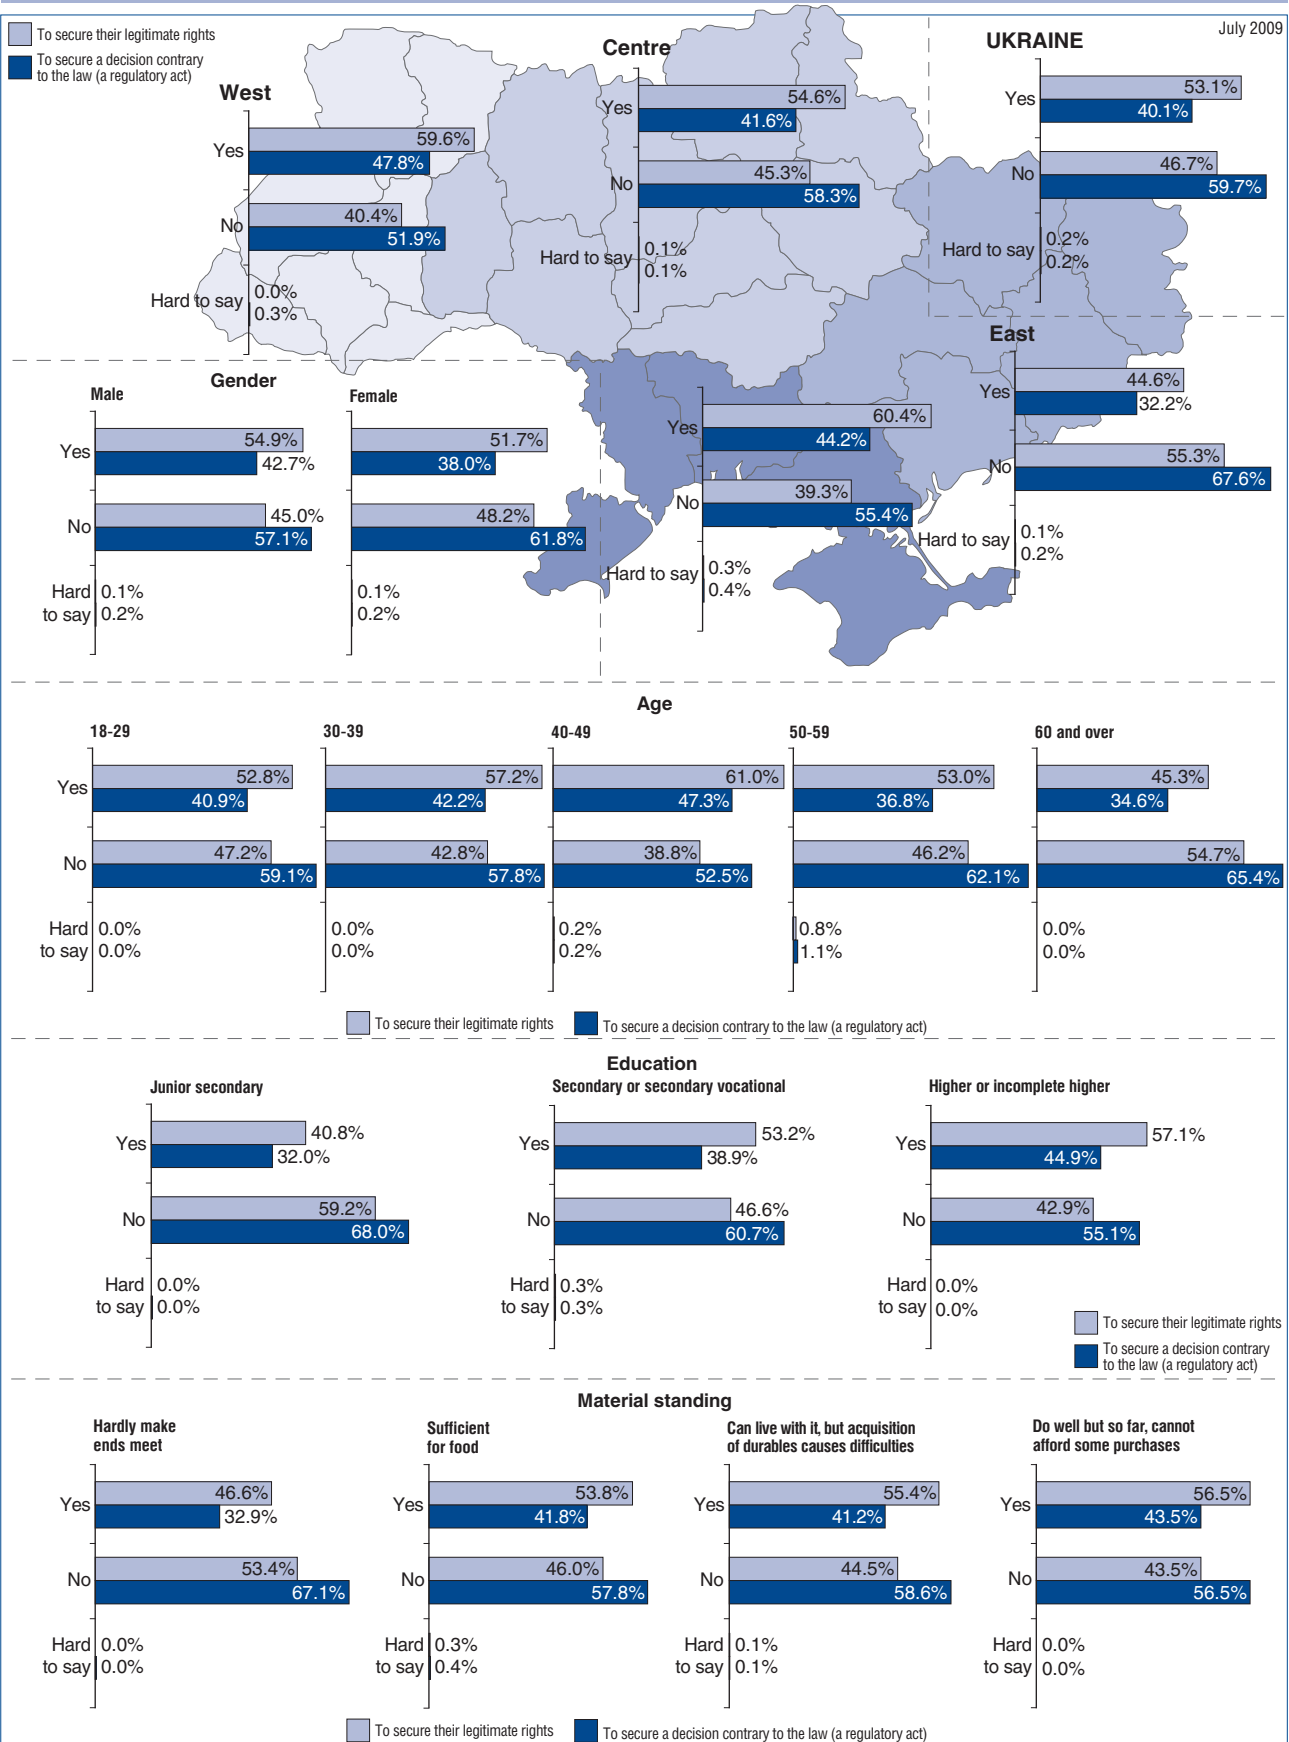 To secure their legitimate rights
To secure a decision contrary
to the law (a regulatory act)
July 2009
West
Yes
59.6%
47.8%
No
40.4%
51.9%
Hard to say
0.0%
0.3%
Centre
Yes
54.6%
41.6%
No
45.3%
58.3%
Hard to say
0.1%
0.1%
UKRAINE
Yes
53.1%
40.1%
No
46.7%
59.7%
Hard to say
0.2%
0.2%
East
Yes
44.6%
32.2%
No
55.3%
67.6%
Hard to say
0.1%
0.2%
Yes
60.4%
44.2%
No
39.3%
55.4%
Hard to say
0.3%
0.4%
Gender
Male
Yes
54.9%
42.7%
No
45.0%
57.1%
Hard
to say
0.1%
0.2%
Female
51.7%
38.0%
48.2%
61.8%
0.1%
0.2%
Age
18-29
Yes
52.8%
40.9%
No
47.2%
59.1%
Hard
to say
0.0%
0.0%
30-39
57.2%
42.2%
42.8%
57.8%
0.0%
0.0%
40-49
61.0%
47.3%
38.8%
52.5%
0.2%
0.2%
50-59
53.0%
36.8%
46.2%
62.1%
0.8%
1.1%
60 and over
45.3%
34.6%
54.7%
65.4%
0.0%
0.0%
To secure their legitimate rights
To secure a decision contrary to the law (a regulatory act)
Education
Junior secondary
Yes
40.8%
32.0%
No
59.2%
68.0%
Hard
to say
0.0%
0.0%
Secondary or secondary vocational
Yes
53.2%
38.9%
No
46.6%
60.7%
Hard
to say
0.3%
0.3%
Higher or incomplete higher
Yes
57.1%
44.9%
No
42.9%
55.1%
Hard
to say
0.0%
0.0%
To secure their legitimate rights
To secure a decision contrary
to the law (a regulatory act)
Material standing
Hardly make
ends meet
Yes
46.6%
32.9%
No
53.4%
67.1%
Hard
to say
0.0%
0.0%
Sufficient
for food
Yes
53.8%
41.8%
No
46.0%
57.8%
Hard
to say
0.3%
0.4%
Can live with it, but acquisition
of durables causes difficulties
Yes
55.4%
41.2%
No
44.5%
58.6%
Hard
to say
0.1%
0.1%
Do well but so far, cannot
afford some purchases
Yes
56.5%
43.5%
No
43.5%
56.5%
Hard
to say
0.0%
0.0%
To secure their legitimate rights
To secure a decision contrary to the law (a regulatory act)